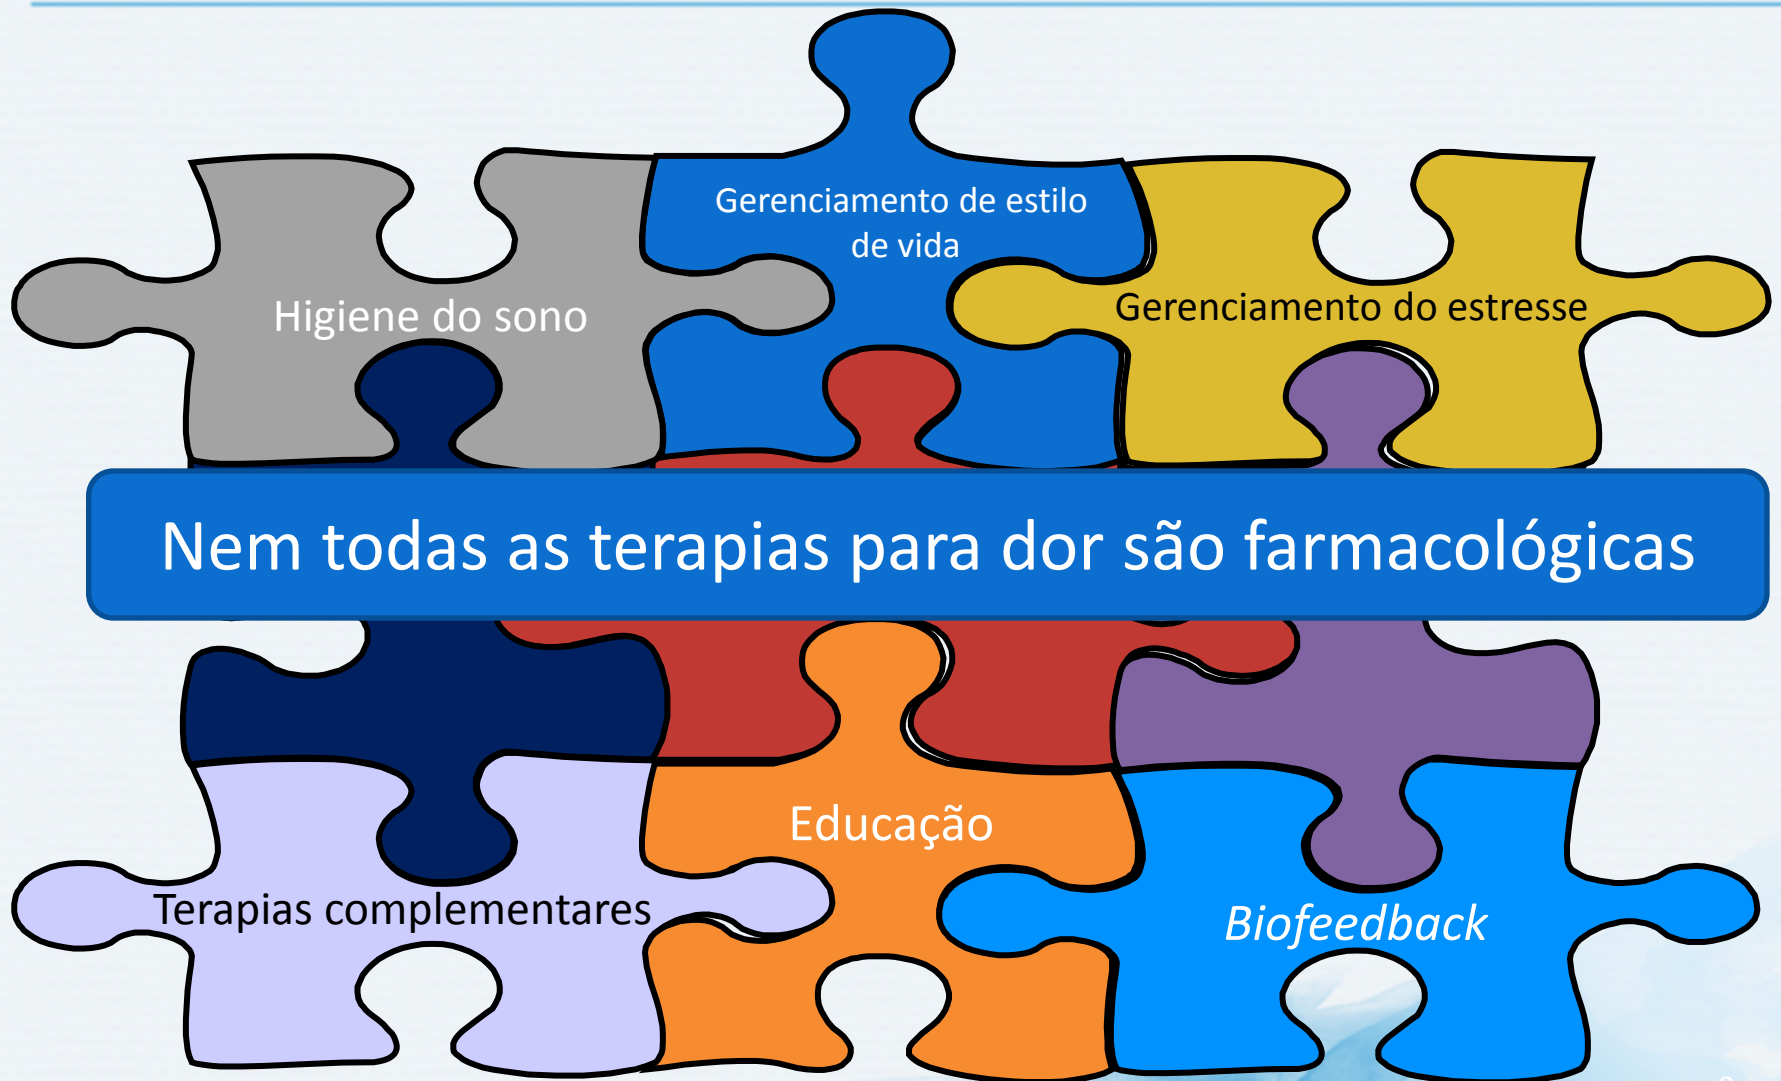 Gerenciamento de estilo
de vida
Higiene do sono
Gerenciamento do estresse
Nem todas as terapias para dor são farmacológicas
Educação
Terapias complementares
Biofeedback